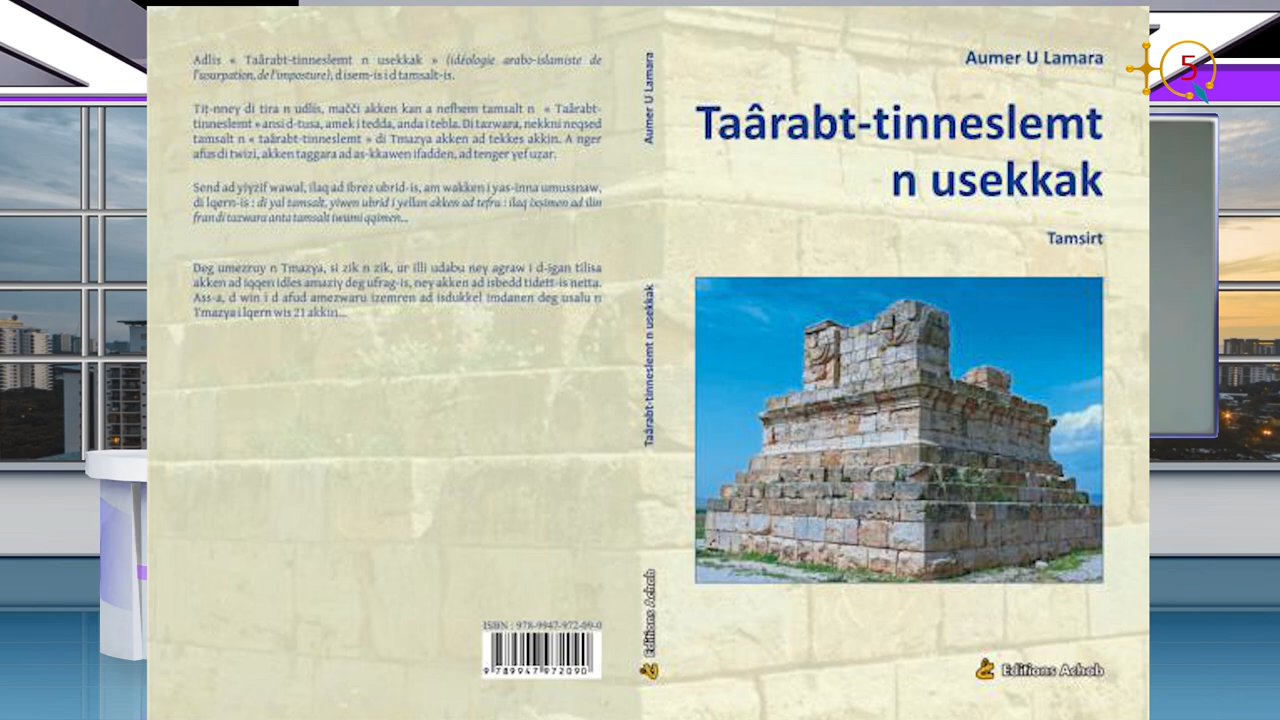 Adlis « Taârabt-tinneslemt n usekkak » (idéologie arabo-islamiste de
l'usurpation, de l'imposture), d isem-is i d tamsalt-is.
Tit-nney di tira n udlis, mačči akken kan a nefhem tamsalt n « Taârabt-
tinneslemt » ansi d-tusa, amek i tedda, anda i tebla. Di tazwara, nekkni neqsed
tamsalt n « taârabt-tinneslemt » di Tmazya akken ad tekkes akkin. A nger
afus di twizi, akken taggara ad as-kkawen ifadden, ad tenger yef uzar.
Send ad yiyzif wawal, ilaq ad ibrez ubrid-is, am wakken i yas-inna umussnaw,
di lqern-is : di yal tamsalt, yiwen ubrid i yellan akken ad tefru : ilaq ixsimen ad ilin
fran di tazwara anta tamsalt iwumi qqimen...
Deg umezruy n Tmazya, si zik n zik, ur illi udabu ney agraw i d-igan tilisa
akken ad iqqen idles amaziy deg ufrag-is, ney akken ad isbedd tidett-is netta.
Ass-a, d win i d afud amezwaru izemren ad isdukkel imdanen deg usalu n
Tmazya i lqern wis 21 akkin...
ISBN : 978-9947-972-09-0
9 789947 972090
Aumer U Lamara
Taârabt-tinneslemt n usekkak
Editions Achab
Aumer U Lamara
Taârabt-tinneslemt
n usekkak
Tamsirt
Editions Achab
5